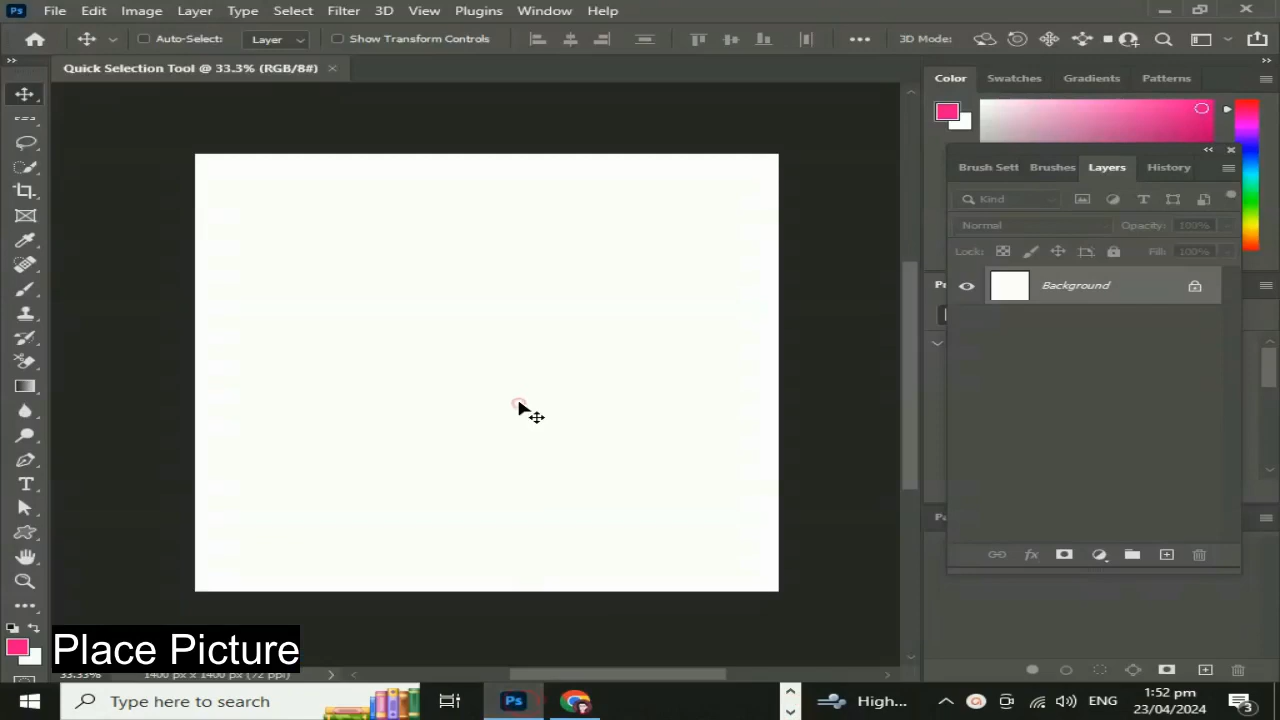 Ps File Edit Image Layer Type Select Filter 3D View Plugins Window Help
Auto-Select: Layer Show Transform Controls 3D Mode:
Quick Selection Tool @ 33.3% (RGB/8#)
Color Swatches Gradients Patterns
Brush Sett Brushes Layers History
Kind
Normal Opacity: 100%
Lock: Fill: 100%
Background
Place Picture
33.33% 1400 px x 1400 px (72 ppi)
Type here to search Ps High... ENG 1:52 pm
23/04/2024 3